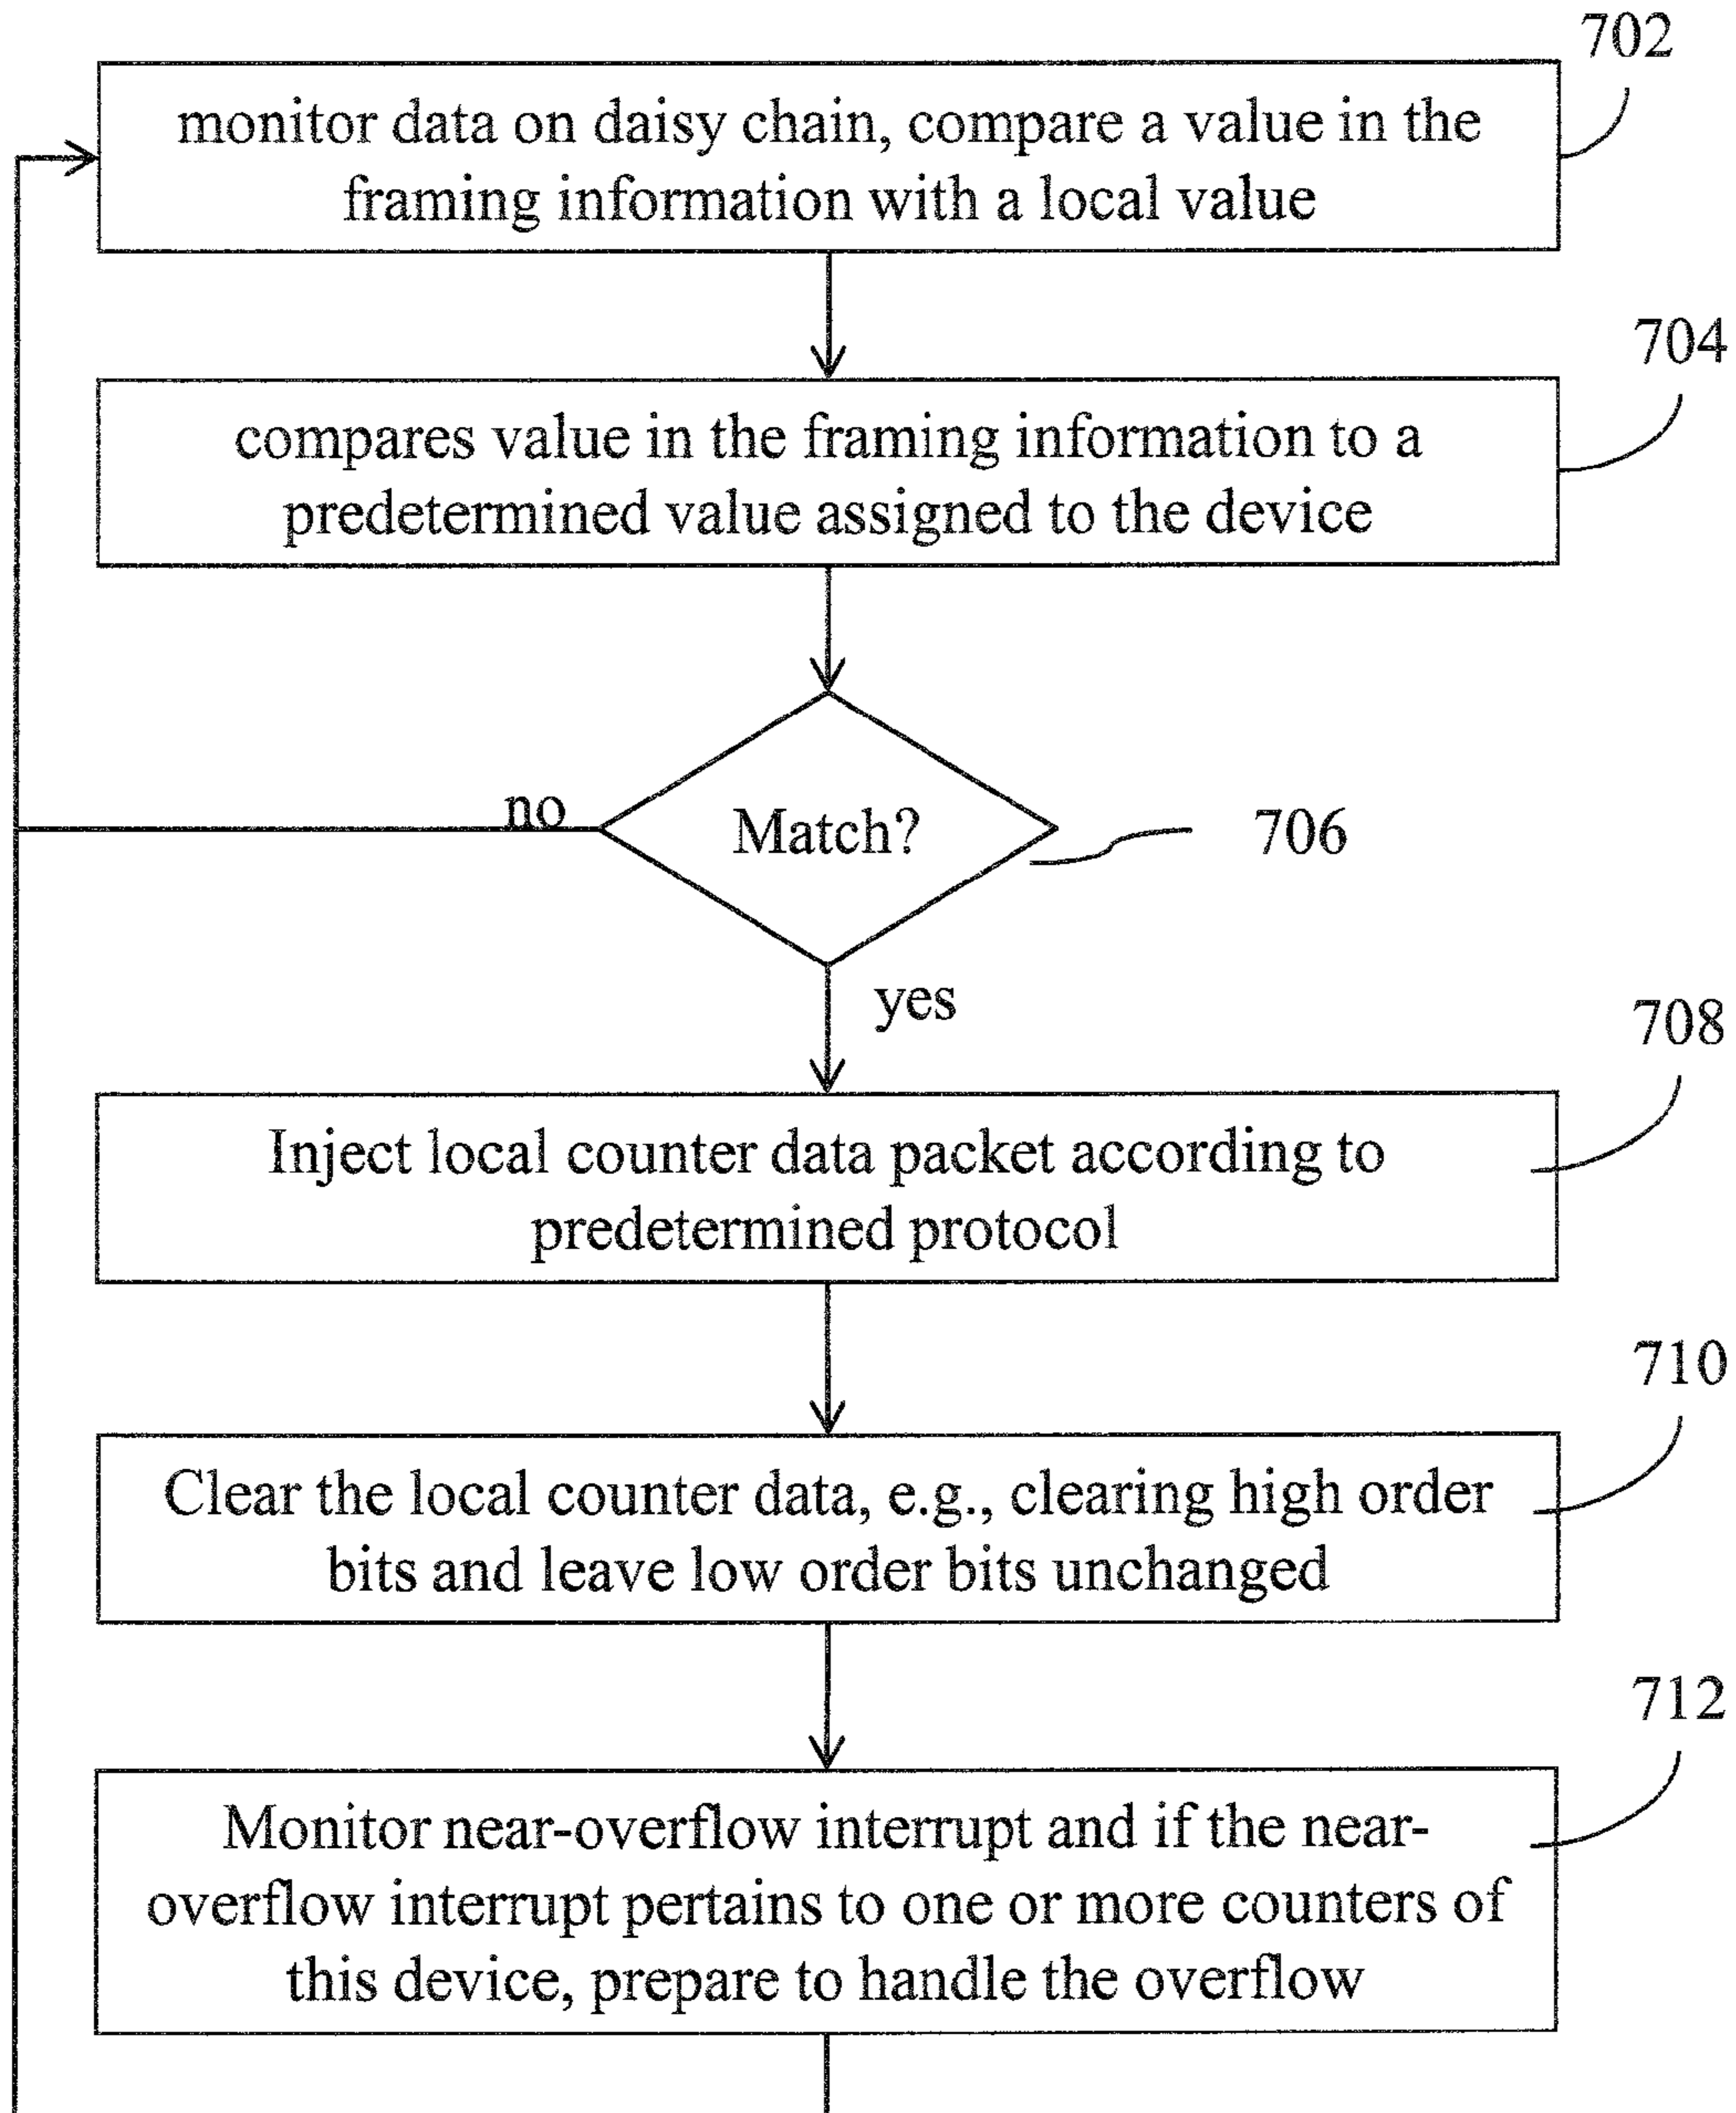 702
monitor data on daisy chain, compare a value in the
framing information with a local value
704
compares value in the framing information to a
predetermined value assigned to the device
no
Match?
706
yes
708
Inject local counter data packet according to
predetermined protocol
710
Clear the local counter data, e.g., clearing high order
bits and leave low order bits unchanged
712
Monitor near-overflow interrupt and if the near-
overflow interrupt pertains to one or more counters of
this device, prepare to handle the overflow